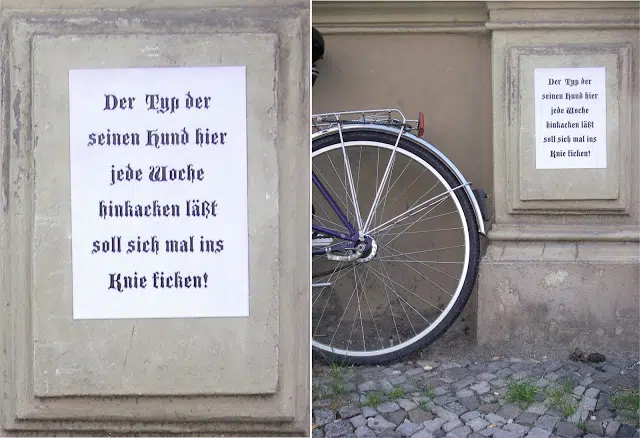 Der Typ der
seinen Hund hier
jede Woche
hinkacken läßt
soll sich mal ins
Knie ficken!
Der Typ der
seinen Hund hier
jede Woche
hinkacken läßt
soll sich mal ins
Knie ficken!